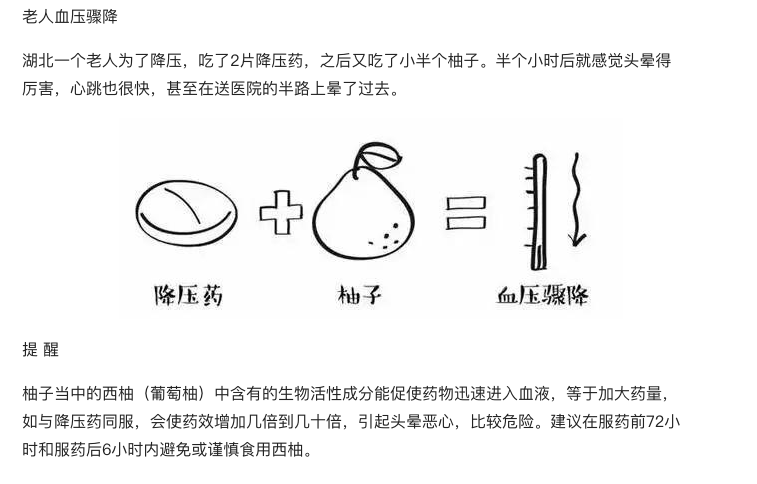 老人血压骤降
湖北一个老人为了降压，吃了2片降压药，之后又吃了小半个柚子。半个小时后就感觉头晕得
厉害，心跳也很快，甚至在送医院的半路上晕了过去。
降压药
柚子
血压骤降
提 醒
柚子当中的西柚（葡萄柚）中含有的生物活性成分能促使药物迅速进入血液，等于加大药量，
如与降压药同服，会使药效增加几倍到几十倍，引起头晕恶心，比较危险。建议在服药前72小
时和服药后6小时内避免或谨慎食用西柚。